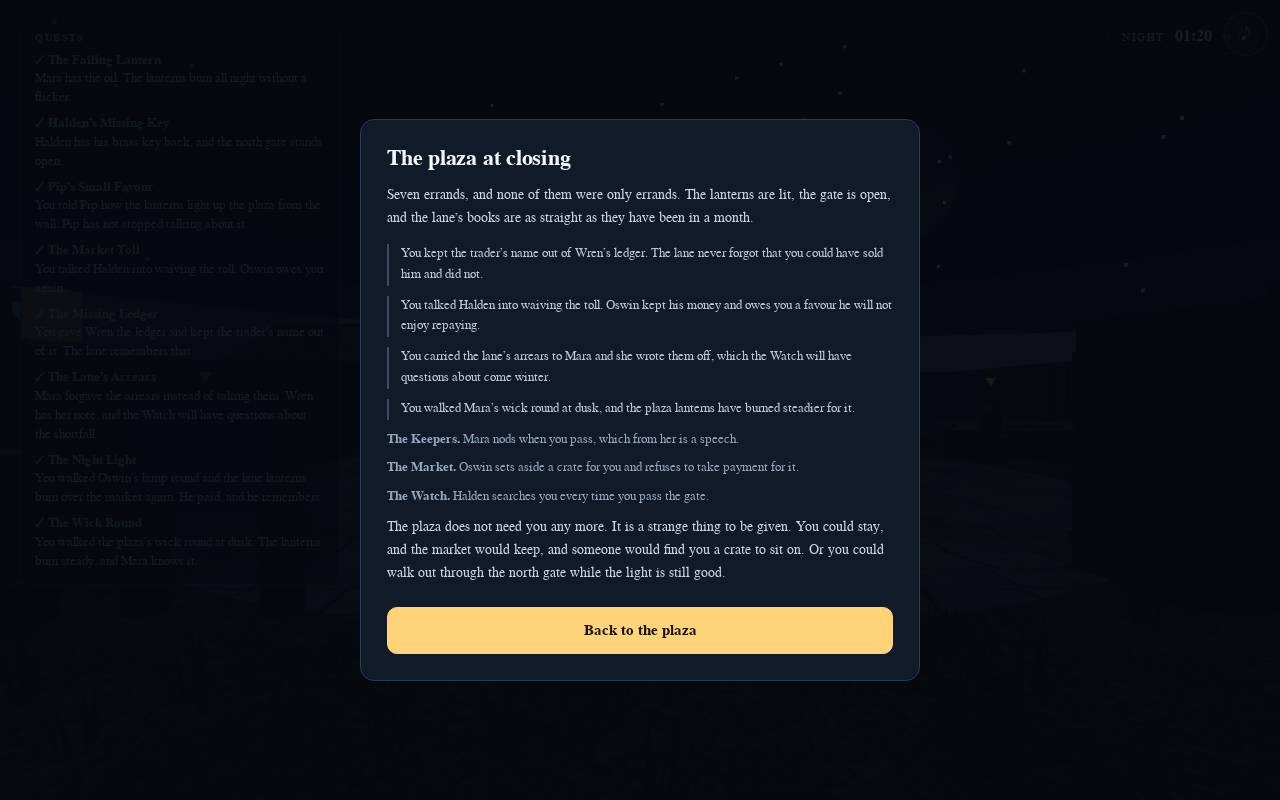 QUESTS
✓ The Failing Lantern
Mara has the oil. The lanterns burn all night without a
flicker.
✓ Halden's Missing Key
Halden has his brass key back, and the north gate stands
open.
✓ Pip's Small Favour
You told Pip how the lanterns light up the plaza from the
wall. Pip has not stopped talking about it.
✓ The Market Toll
You talked Halden into waiving the toll. Oswin owes you
again.
✓ The Missing Ledger
You gave Wren the ledger and kept the trader's name out
of it. The lane remembers that.
✓ The Lane's Arrears
Mara forgave the arrears instead of taking them. Wren
has her note, and the Watch will have questions about
the shortfall.
✓ The Night Light
You walked Oswin's lamp round and the lane lanterns
burn over the market again. He paid, and he remembers.
✓ The Wick Round
You walked the plaza's wick round at dusk. The lanterns
burn steady, and Mara knows it.
NIGHT 01:20
♪
The plaza at closing
Seven errands, and none of them were only errands. The lanterns are lit, the gate is open,
and the lane's books are as straight as they have been in a month.
You kept the trader's name out of Wren's ledger. The lane never forgot that you could have sold
him and did not.
You talked Halden into waiving the toll. Oswin kept his money and owes you a favour he will not
enjoy repaying.
You carried the lane's arrears to Mara and she wrote them off, which the Watch will have
questions about come winter.
You walked Mara's wick round at dusk, and the plaza lanterns have burned steadier for it.
The Keepers. Mara nods when you pass, which from her is a speech.
The Market. Oswin sets aside a crate for you and refuses to take payment for it.
The Watch. Halden searches you every time you pass the gate.
The plaza does not need you any more. It is a strange thing to be given. You could stay,
and the market would keep, and someone would find you a crate to sit on. Or you could
walk out through the north gate while the light is still good.
Back to the plaza